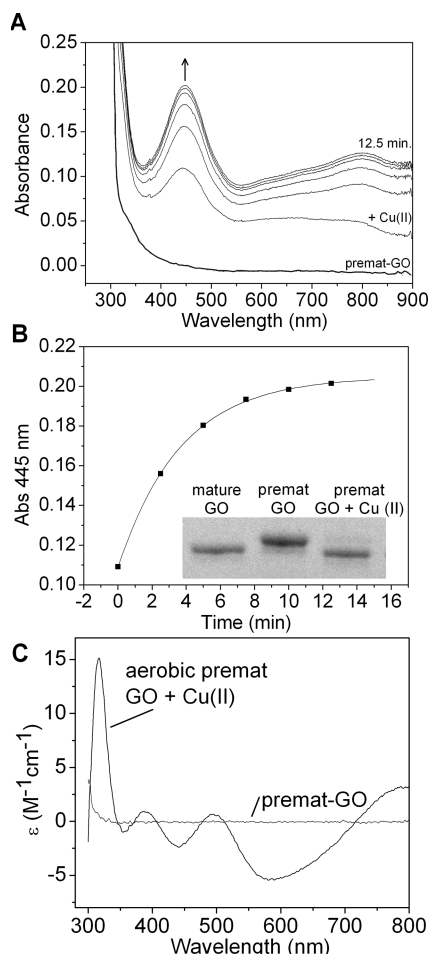 A
0.25
0.20
0.15
0.10
0.05
0.00
Absorbance
12.5 min.
+ Cu(II)
premat-GO
300 400 500 600 700 800 900
Wavelength (nm)
B
0.22
0.20
0.18
0.16
0.14
0.12
0.10
Abs 445 nm
mature premat premat
GO GO GO + Cu (II)
-2 0 2 4 6 8 10 12 14 16
Time (min)
C
15
10
5
0
-5
ε (M⁻¹cm⁻¹)
aerobic premat
GO + Cu(II)
premat-GO
300 400 500 600 700 800
Wavelength (nm)